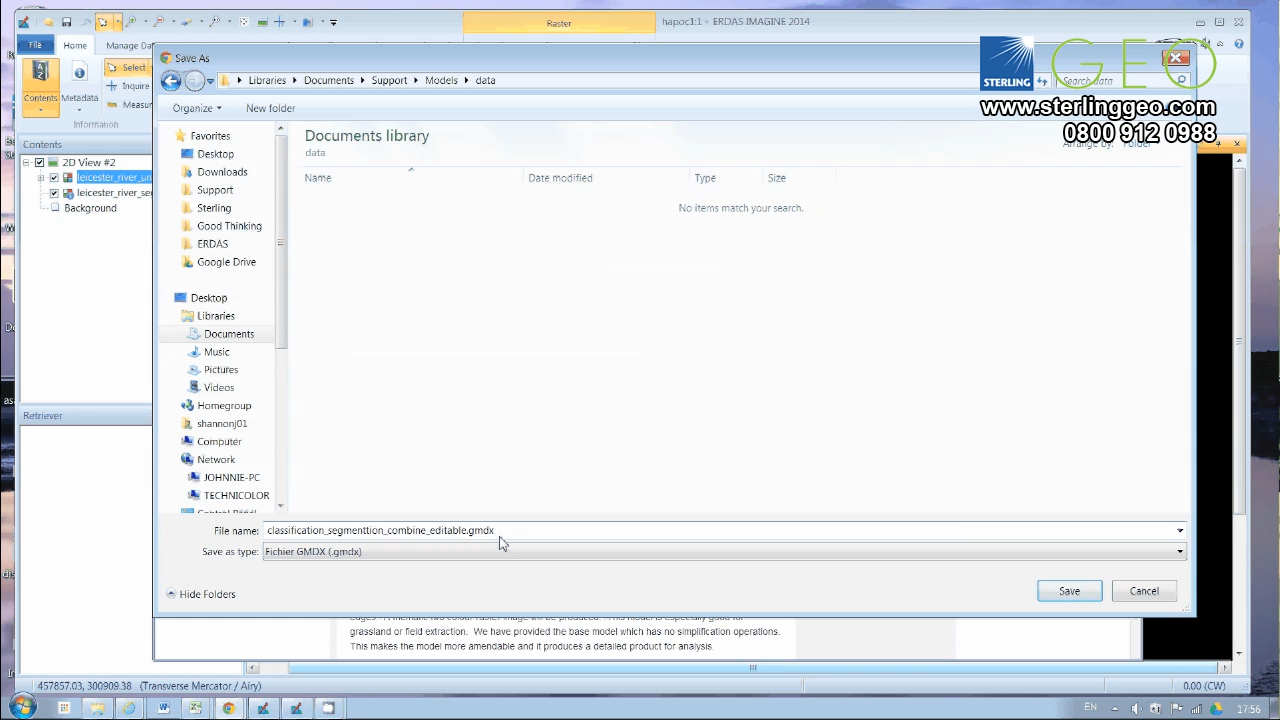 Raster
hapoc1:1 - ERDAS IMAGINE 2014
File
Home
Manage Da
Save As
Select
Inquire
Measur
Contents
Metadata
Information
Libraries
Documents
Support
Models
data
Search data
STERLING
GEO
www.sterlinggeo.com
0800 912 0988
Organize
New folder
Documents library
data
Arrange by:
Folder
Name
Date modified
Type
Size
No items match your search.
Contents
2D View #2
leicester_river_un
leicester_river_se
Background
Retriever
Favorites
Desktop
Downloads
Support
Sterling
Good Thinking
ERDAS
Google Drive
Desktop
Libraries
Documents
Music
Pictures
Videos
Homegroup
shannonj01
Computer
Network
JOHNNIE-PC
TECHNICOLOR
File name:
classification_segmenttion_combine_editable.gmdx
Save as type:
Fichier GMDX (.gmdx)
Hide Folders
Save
Cancel
grassland or field extraction. We have provided the base model which has no simplification operations.
This makes the model more amendable and it produces a detailed product for analysis.
457857.03, 300909.38 (Transverse Mercator / Airy)
0.00 (CW)
EN
17:56